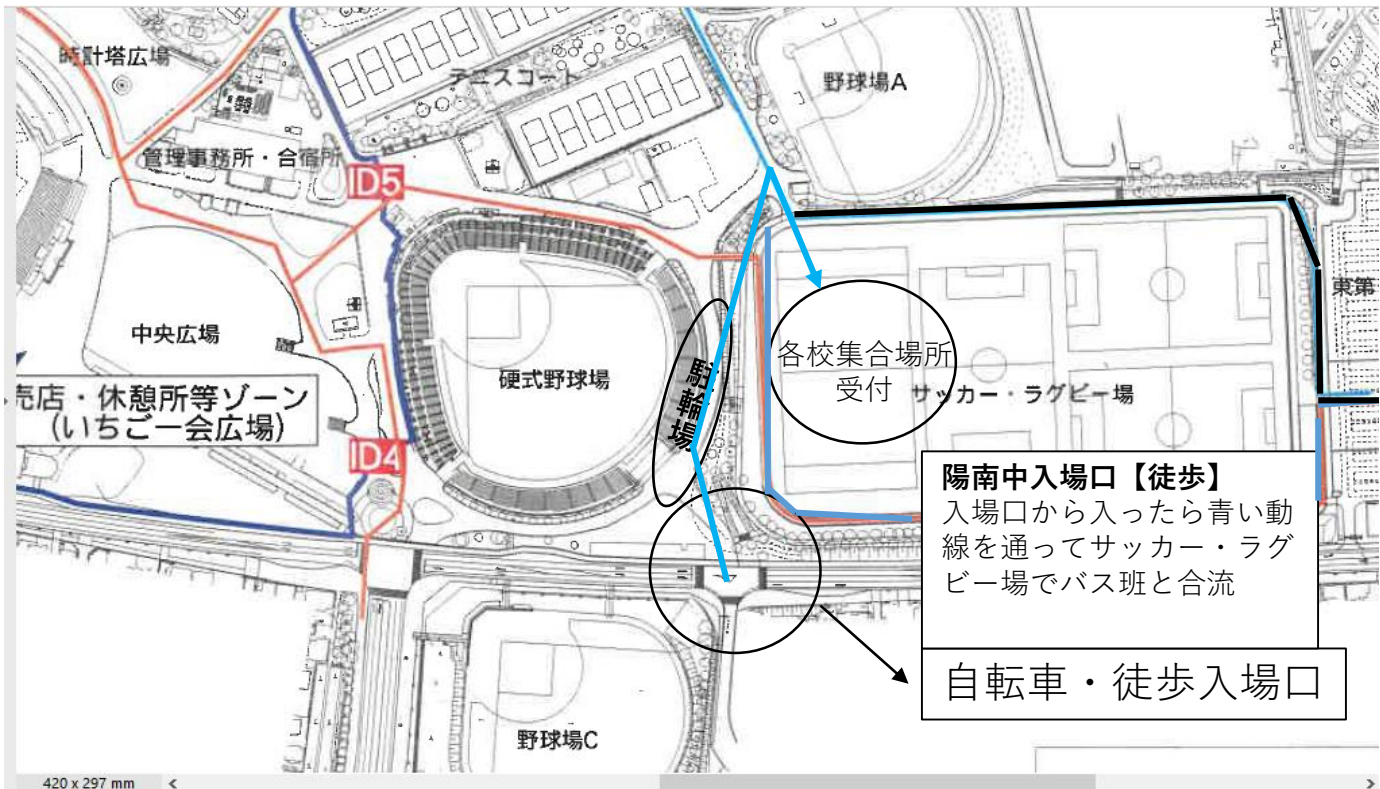 時計塔広場
テニスコート
野球場A
管理事務所・合宿所
ID5
東第
中央広場
硬式野球場
駐輪場
各校集合場所
受付
サッカー・ラグビー場
売店・休憩所等ゾーン
(いちご一会広場)
ID4
陽南中入場口【徒歩】
入場口から入ったら青い動
線を通ってサッカー・ラグ
ビー場でバス班と合流
自転車・徒歩入場口
野球場C
420 x 297 mm